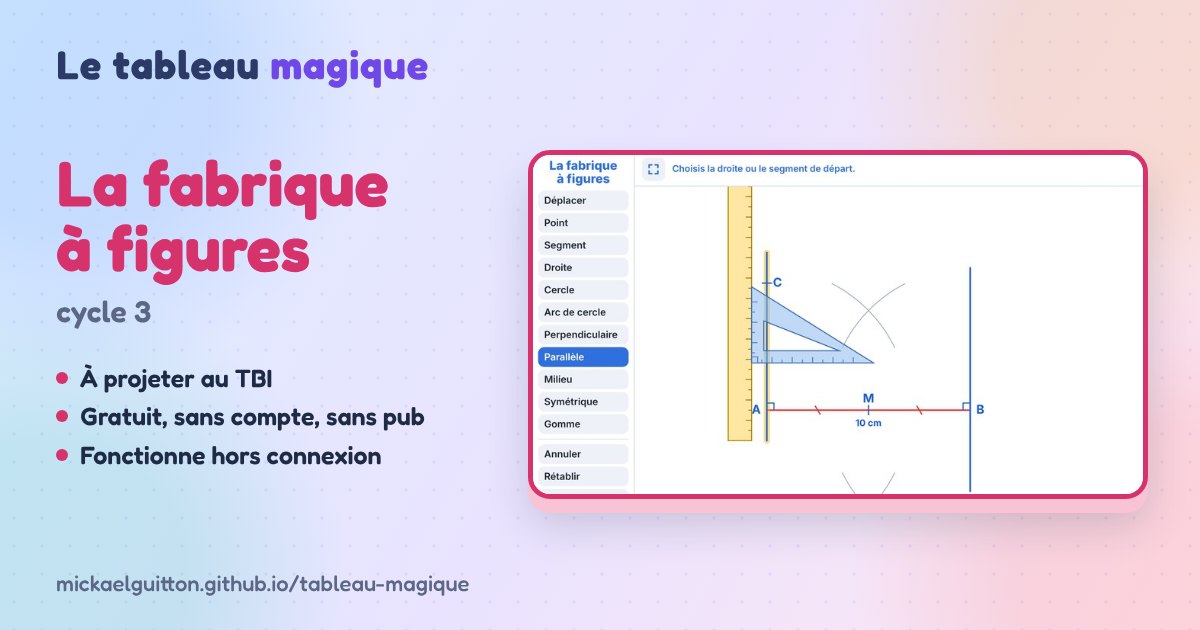 Le tableau magique
La fabrique
à figures
cycle 3
À projeter au TBI
Gratuit, sans compte, sans pub
Fonctionne hors connexion
mickaelguitton.github.io/tableau-magique
La fabrique
à figures
Déplacer
Point
Segment
Droite
Cercle
Arc de cercle
Perpendiculaire
Parallèle
Milieu
Symétrique
Gomme
Annuler
Rétablir
Choisis la droite ou le segment de départ.
C
A
M
B
10 cm